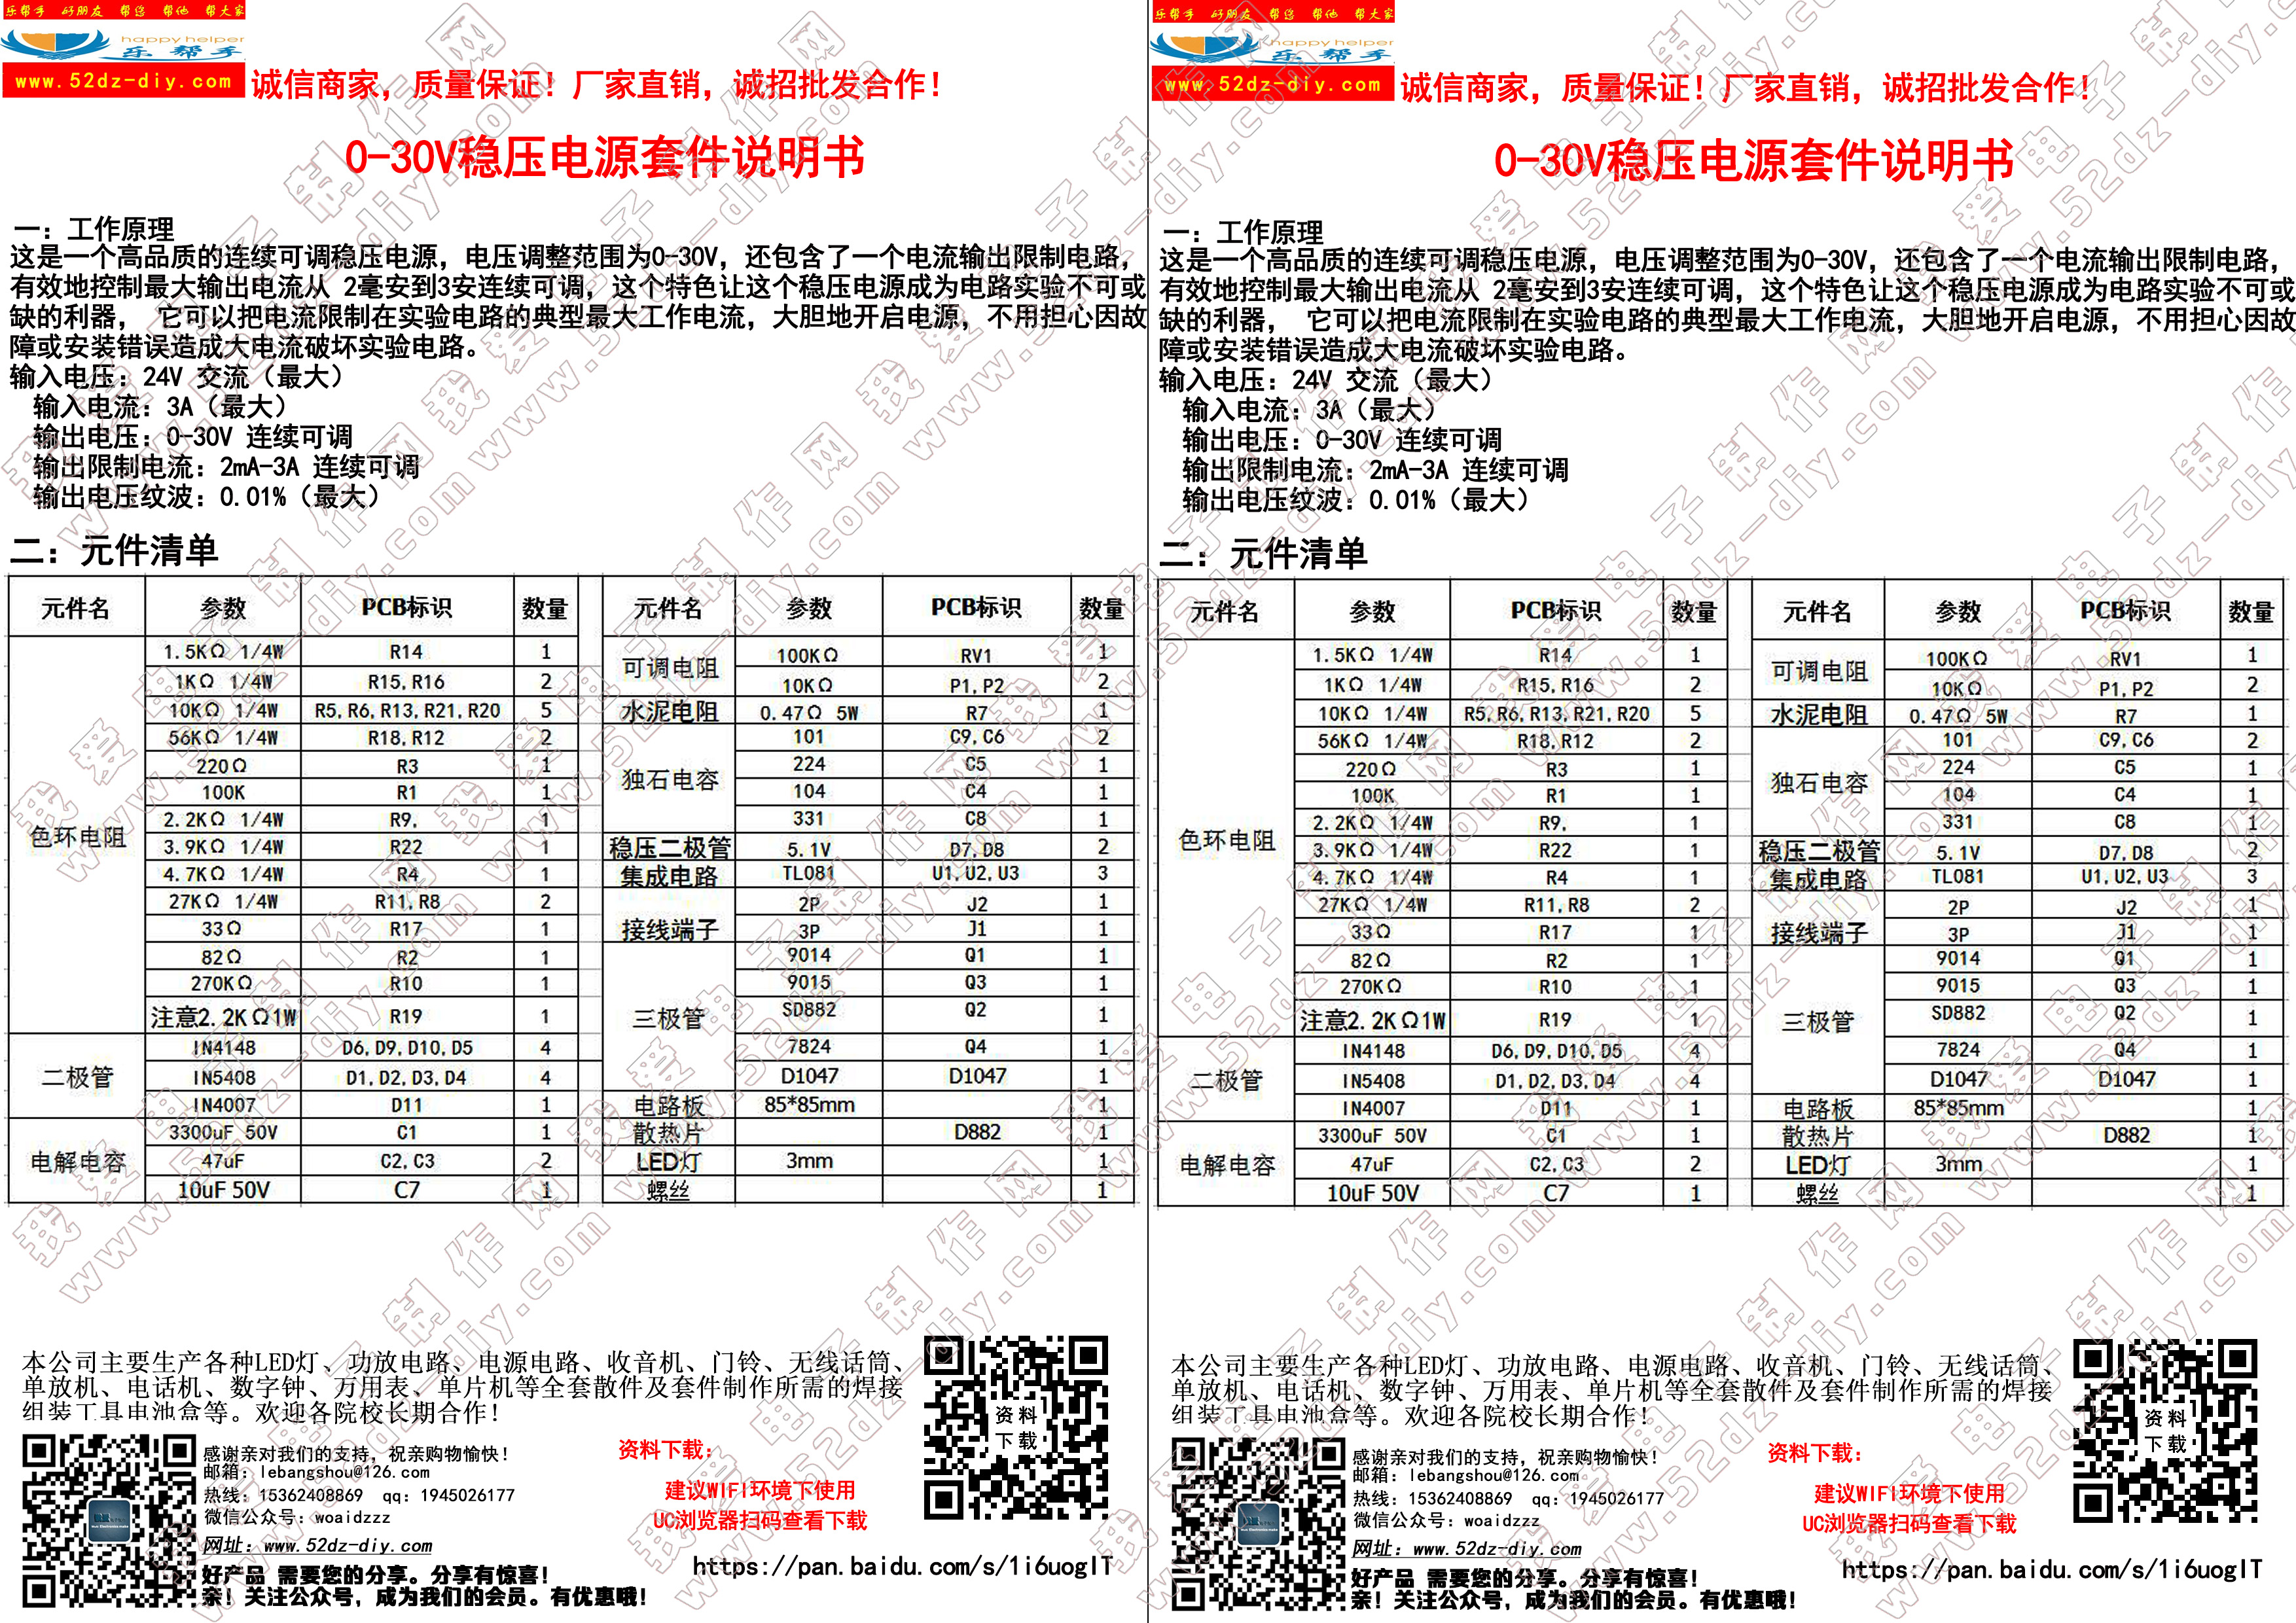 乐帮手 好朋友 帮您 帮他 帮大家
happy helper
乐 帮 手
www.52dz-diy.com 诚信商家，质量保证！厂家直销，诚招批发合作！
0-30V稳压电源套件说明书
一：工作原理
这是一个高品质的连续可调稳压电源，电压调整范围为0-30V，还包含了一个电流输出限制电路，
有效地控制最大输出电流从 2毫安到3安连续可调，这个特色让这个稳压电源成为电路实验不可或
缺的利器， 它可以把电流限制在实验电路的典型最大工作电流，大胆地开启电源，不用担心因故
障或安装错误造成大电流破坏实验电路。
输入电压：24V 交流（最大）
输入电流：3A（最大）
输出电压：0-30V 连续可调
输出限制电流：2mA-3A 连续可调
输出电压纹波：0.01%（最大）
二：元件清单
元件名 参数 PCB标识 数量
色环电阻
1.5KΩ 1/4W R14 1
1KΩ 1/4W R15,R16 2
10KΩ 1/4W R5,R6,R13,R21,R20 5
56KΩ 1/4W R18,R12 2
220Ω R3 1
100K R1 1
2.2KΩ 1/4W R9, 1
3.9KΩ 1/4W R22 1
4.7KΩ 1/4W R4 1
27KΩ 1/4W R11,R8 2
33Ω R17 1
82Ω R2 1
270KΩ R10 1
注意2.2KΩ1W R19 1
二极管
IN4148 D6,D9,D10,D5 4
IN5408 D1,D2,D3,D4 4
IN4007 D11 1
电解电容
3300uF 50V C1 1
47uF C2,C3 2
10uF 50V C7 1
元件名 参数 PCB标识 数量
可调电阻
100KΩ RV1 1
10KΩ P1,P2 2
水泥电阻 0.47Ω 5W R7 1
独石电容
101 C9,C6 2
224 C5 1
104 C4 1
331 C8 1
稳压二极管 5.1V D7,D8 2
集成电路 TL081 U1,U2,U3 3
接线端子
2P J2 1
3P J1 1
三极管
9014 Q1 1
9015 Q3 1
SD882 Q2 1
7824 Q4 1
D1047 D1047 1
电路板 85*85mm 1
散热片 D882 1
LED灯 3mm 1
螺丝 1
本公司主要生产各种LED灯、功放电路、电源电路、收音机、门铃、无线话筒、
单放机、电话机、数字钟、万用表、单片机等全套散件及套件制作所需的焊接
组装工具电池盒等。欢迎各院校长期合作！
资料
下载
感谢亲对我们的支持，祝亲购物愉快！
邮箱：lebangshou@126.com
热线：15362408869 qq：1945026177
微信公众号：woaidzzz
网址：www.52dz-diy.com
好产品 需要您的分享。分享有惊喜！
亲！关注公众号，成为我们的会员。有优惠哦！
资料下载：
建议WIFI环境下使用
UC浏览器扫码查看下载
https://pan.baidu.com/s/1i6uogIT
乐帮手 好朋友 帮您 帮他 帮大家
happy helper
乐 帮 手
www.52dz-diy.com 诚信商家，质量保证！厂家直销，诚招批发合作！
0-30V稳压电源套件说明书
一：工作原理
这是一个高品质的连续可调稳压电源，电压调整范围为0-30V，还包含了一个电流输出限制电路，
有效地控制最大输出电流从 2毫安到3安连续可调，这个特色让这个稳压电源成为电路实验不可或
缺的利器， 它可以把电流限制在实验电路的典型最大工作电流，大胆地开启电源，不用担心因故
障或安装错误造成大电流破坏实验电路。
输入电压：24V 交流（最大）
输入电流：3A（最大）
输出电压：0-30V 连续可调
输出限制电流：2mA-3A 连续可调
输出电压纹波：0.01%（最大）
二：元件清单
元件名 参数 PCB标识 数量
色环电阻
1.5KΩ 1/4W R14 1
1KΩ 1/4W R15,R16 2
10KΩ 1/4W R5,R6,R13,R21,R20 5
56KΩ 1/4W R18,R12 2
220Ω R3 1
100K R1 1
2.2KΩ 1/4W R9, 1
3.9KΩ 1/4W R22 1
4.7KΩ 1/4W R4 1
27KΩ 1/4W R11,R8 2
33Ω R17 1
82Ω R2 1
270KΩ R10 1
注意2.2KΩ1W R19 1
二极管
IN4148 D6,D9,D10,D5 4
IN5408 D1,D2,D3,D4 4
IN4007 D11 1
电解电容
3300uF 50V C1 1
47uF C2,C3 2
10uF 50V C7 1
元件名 参数 PCB标识 数量
可调电阻
100KΩ RV1 1
10KΩ P1,P2 2
水泥电阻 0.47Ω 5W R7 1
独石电容
101 C9,C6 2
224 C5 1
104 C4 1
331 C8 1
稳压二极管 5.1V D7,D8 2
集成电路 TL081 U1,U2,U3 3
接线端子
2P J2 1
3P J1 1
三极管
9014 Q1 1
9015 Q3 1
SD882 Q2 1
7824 Q4 1
D1047 D1047 1
电路板 85*85mm 1
散热片 D882 1
LED灯 3mm 1
螺丝 1
本公司主要生产各种LED灯、功放电路、电源电路、收音机、门铃、无线话筒、
单放机、电话机、数字钟、万用表、单片机等全套散件及套件制作所需的焊接
组装工具电池盒等。欢迎各院校长期合作！
资料
下载
感谢亲对我们的支持，祝亲购物愉快！
邮箱：lebangshou@126.com
热线：15362408869 qq：1945026177
微信公众号：woaidzzz
网址：www.52dz-diy.com
好产品 需要您的分享。分享有惊喜！
亲！关注公众号，成为我们的会员。有优惠哦！
资料下载：
建议WIFI环境下使用
UC浏览器扫码查看下载
https://pan.baidu.com/s/1i6uogIT
我爱电子制作网
www.52dz-diy.com